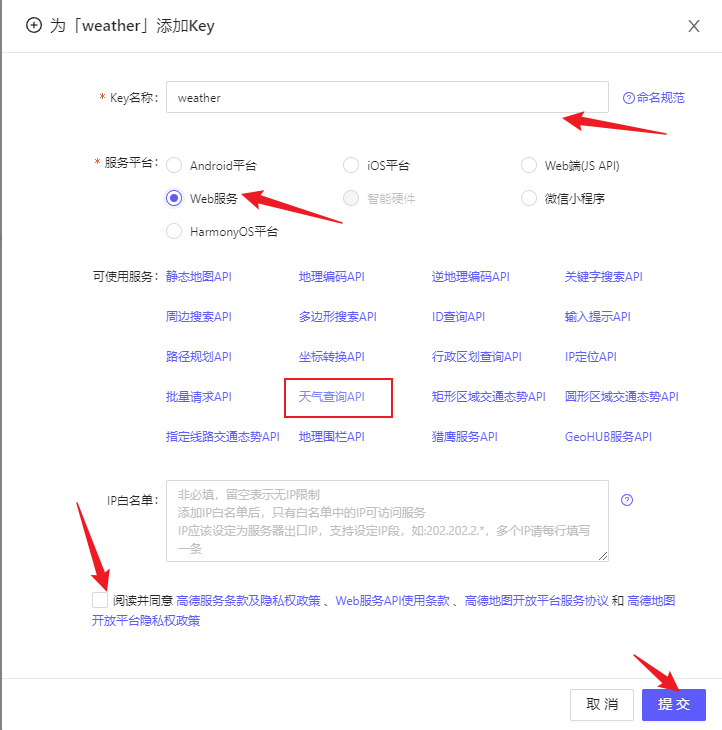 为「weather」添加Key
* Key名称： weather 命名规范
* 服务平台： Android平台 iOS平台 Web端(JS API)
Web服务 智能硬件 微信小程序
HarmonyOS平台
可使用服务： 静态地图API 地理编码API 逆地理编码API 关键字搜索API
周边搜索API 多边形搜索API ID查询API 输入提示API
路径规划API 坐标转换API 行政区划查询API IP定位API
批量请求API 天气查询API 矩形区域交通态势API 圆形区域交通态势API
指定线路交通态势API 地理围栏API 猎鹰服务API GeoHUB服务API
IP白名单： 非必填，留空表示无IP限制
添加IP白名单后，只有白名单中的IP可访问服务
IP应该设定为服务器出口IP，支持设定IP段，如:202.202.2.*，多个IP请每行填写
一条
阅读并同意 高德服务条款及隐私权政策 、Web服务API使用条款 、高德地图开放平台服务协议 和 高德地图
开放平台隐私权政策
取 消 提 交